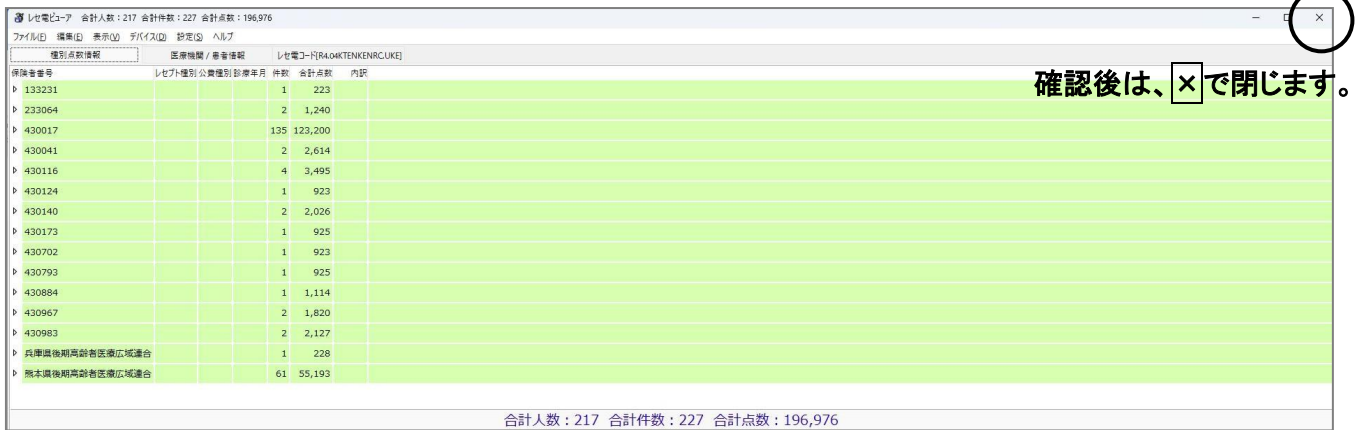 レセ電ビューア 合計人数：217 合計件数：227 合計点数：196,976
ファイル(F) 編集(E) 表示(V) デバイス(D) 設定(S) ヘルプ
種別点数情報 医療機関 / 患者情報 レセ電コード[R4.04KTENKENRC.UKE]
保険者番号 レセプト種別 公費種別 診療年月 件数 合計点数 内訳
確認後は、×で閉じます。
133231 1 223
233064 2 1,240
430017 135 123,200
430041 2 2,614
430116 4 3,495
430124 1 923
430140 2 2,026
430173 1 925
430702 1 923
430793 1 925
430884 1 1,114
430967 2 1,820
430983 2 2,127
兵庫県後期高齢者医療広域連合 1 228
熊本県後期高齢者医療広域連合 61 55,193
合計人数：217 合計件数：227 合計点数：196,976